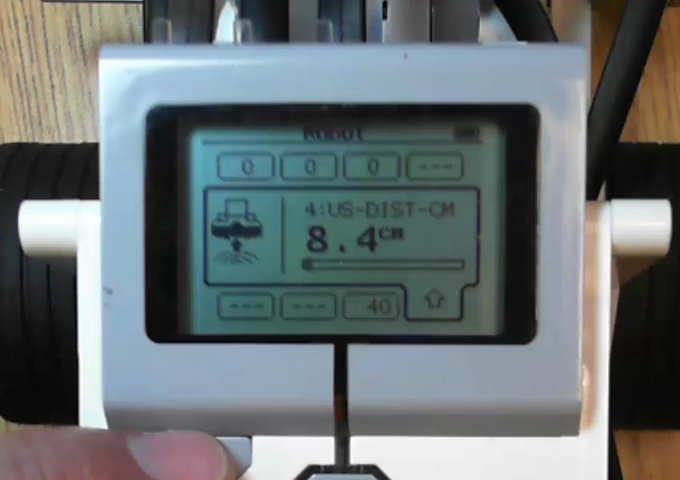 Robot
0 0 0 ---
4:US-DIST-CM
8.4cm
--- --- 40